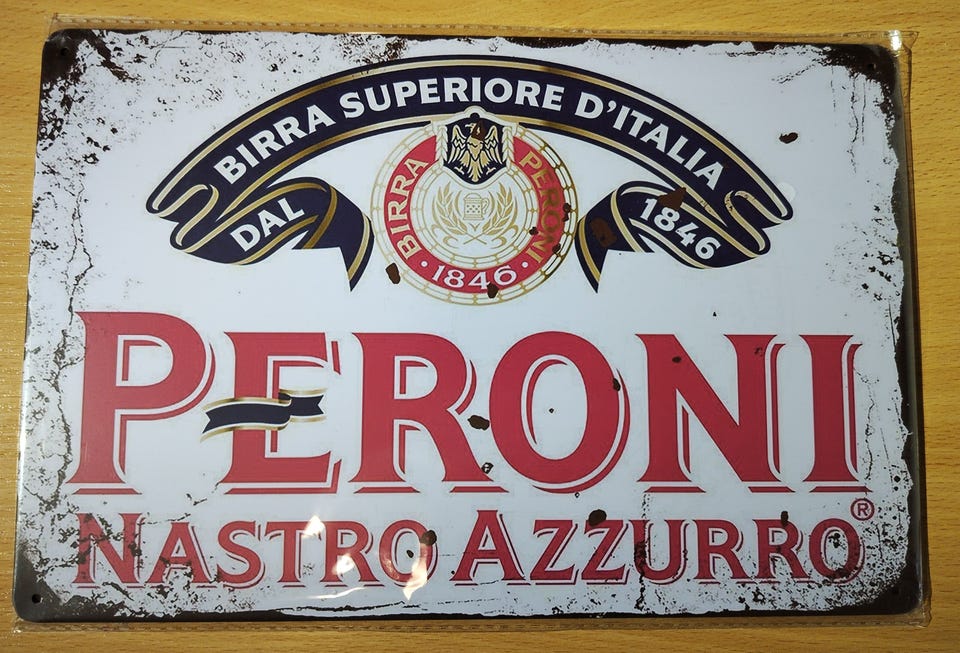 BIRRA SUPERIORE D'ITALIA
DAL
1846
BIRRA PERONI
· 1846 ·
PERONI
NASTRO AZZURRO®